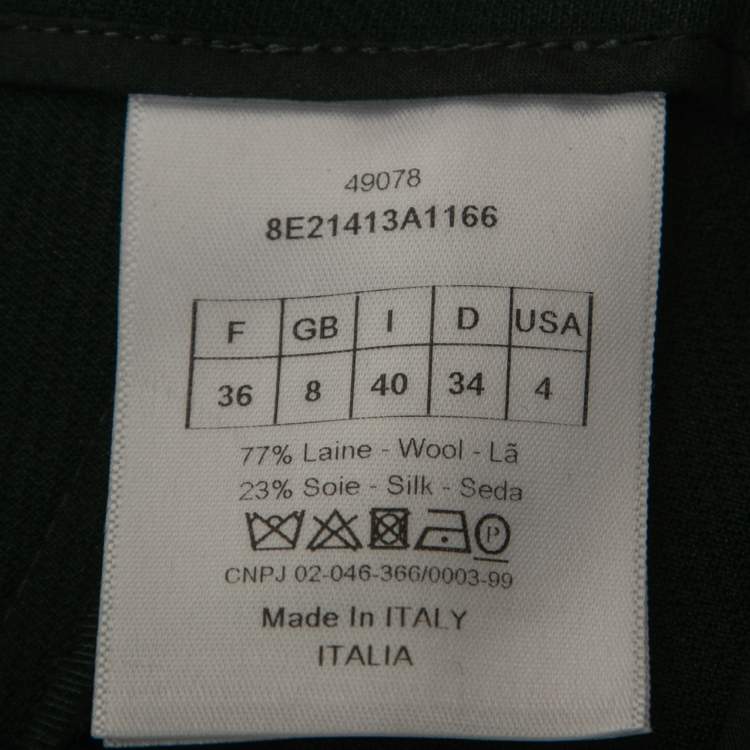 49078
8E21413A1166
F GB I D USA
36 8 40 34 4
77% Laine - Wool - Lã
23% Soie - Silk - Seda
P
CNPJ 02-046-366/0003-99
Made In ITALY
ITALIA